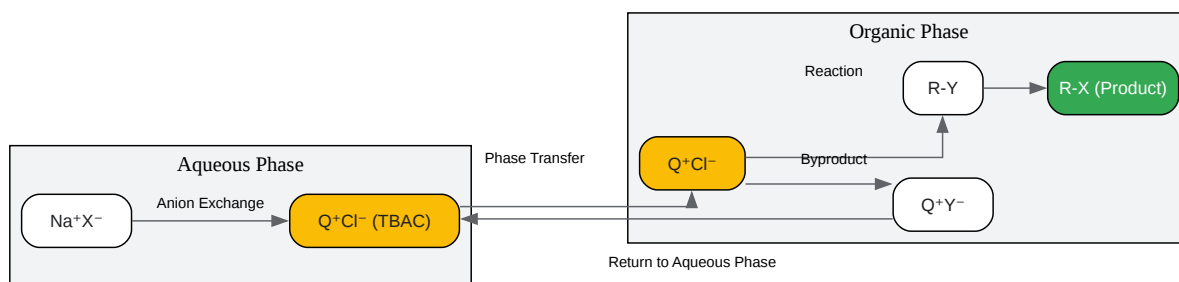 Organic Phase
Reaction
R-Y
R-X (Product)
Aqueous Phase
Phase Transfer
Q⁺Cl⁻
Byproduct
Na⁺X⁻
Anion Exchange
Q⁺Cl⁻ (TBAC)
Q⁺Y⁻
Return to Aqueous Phase